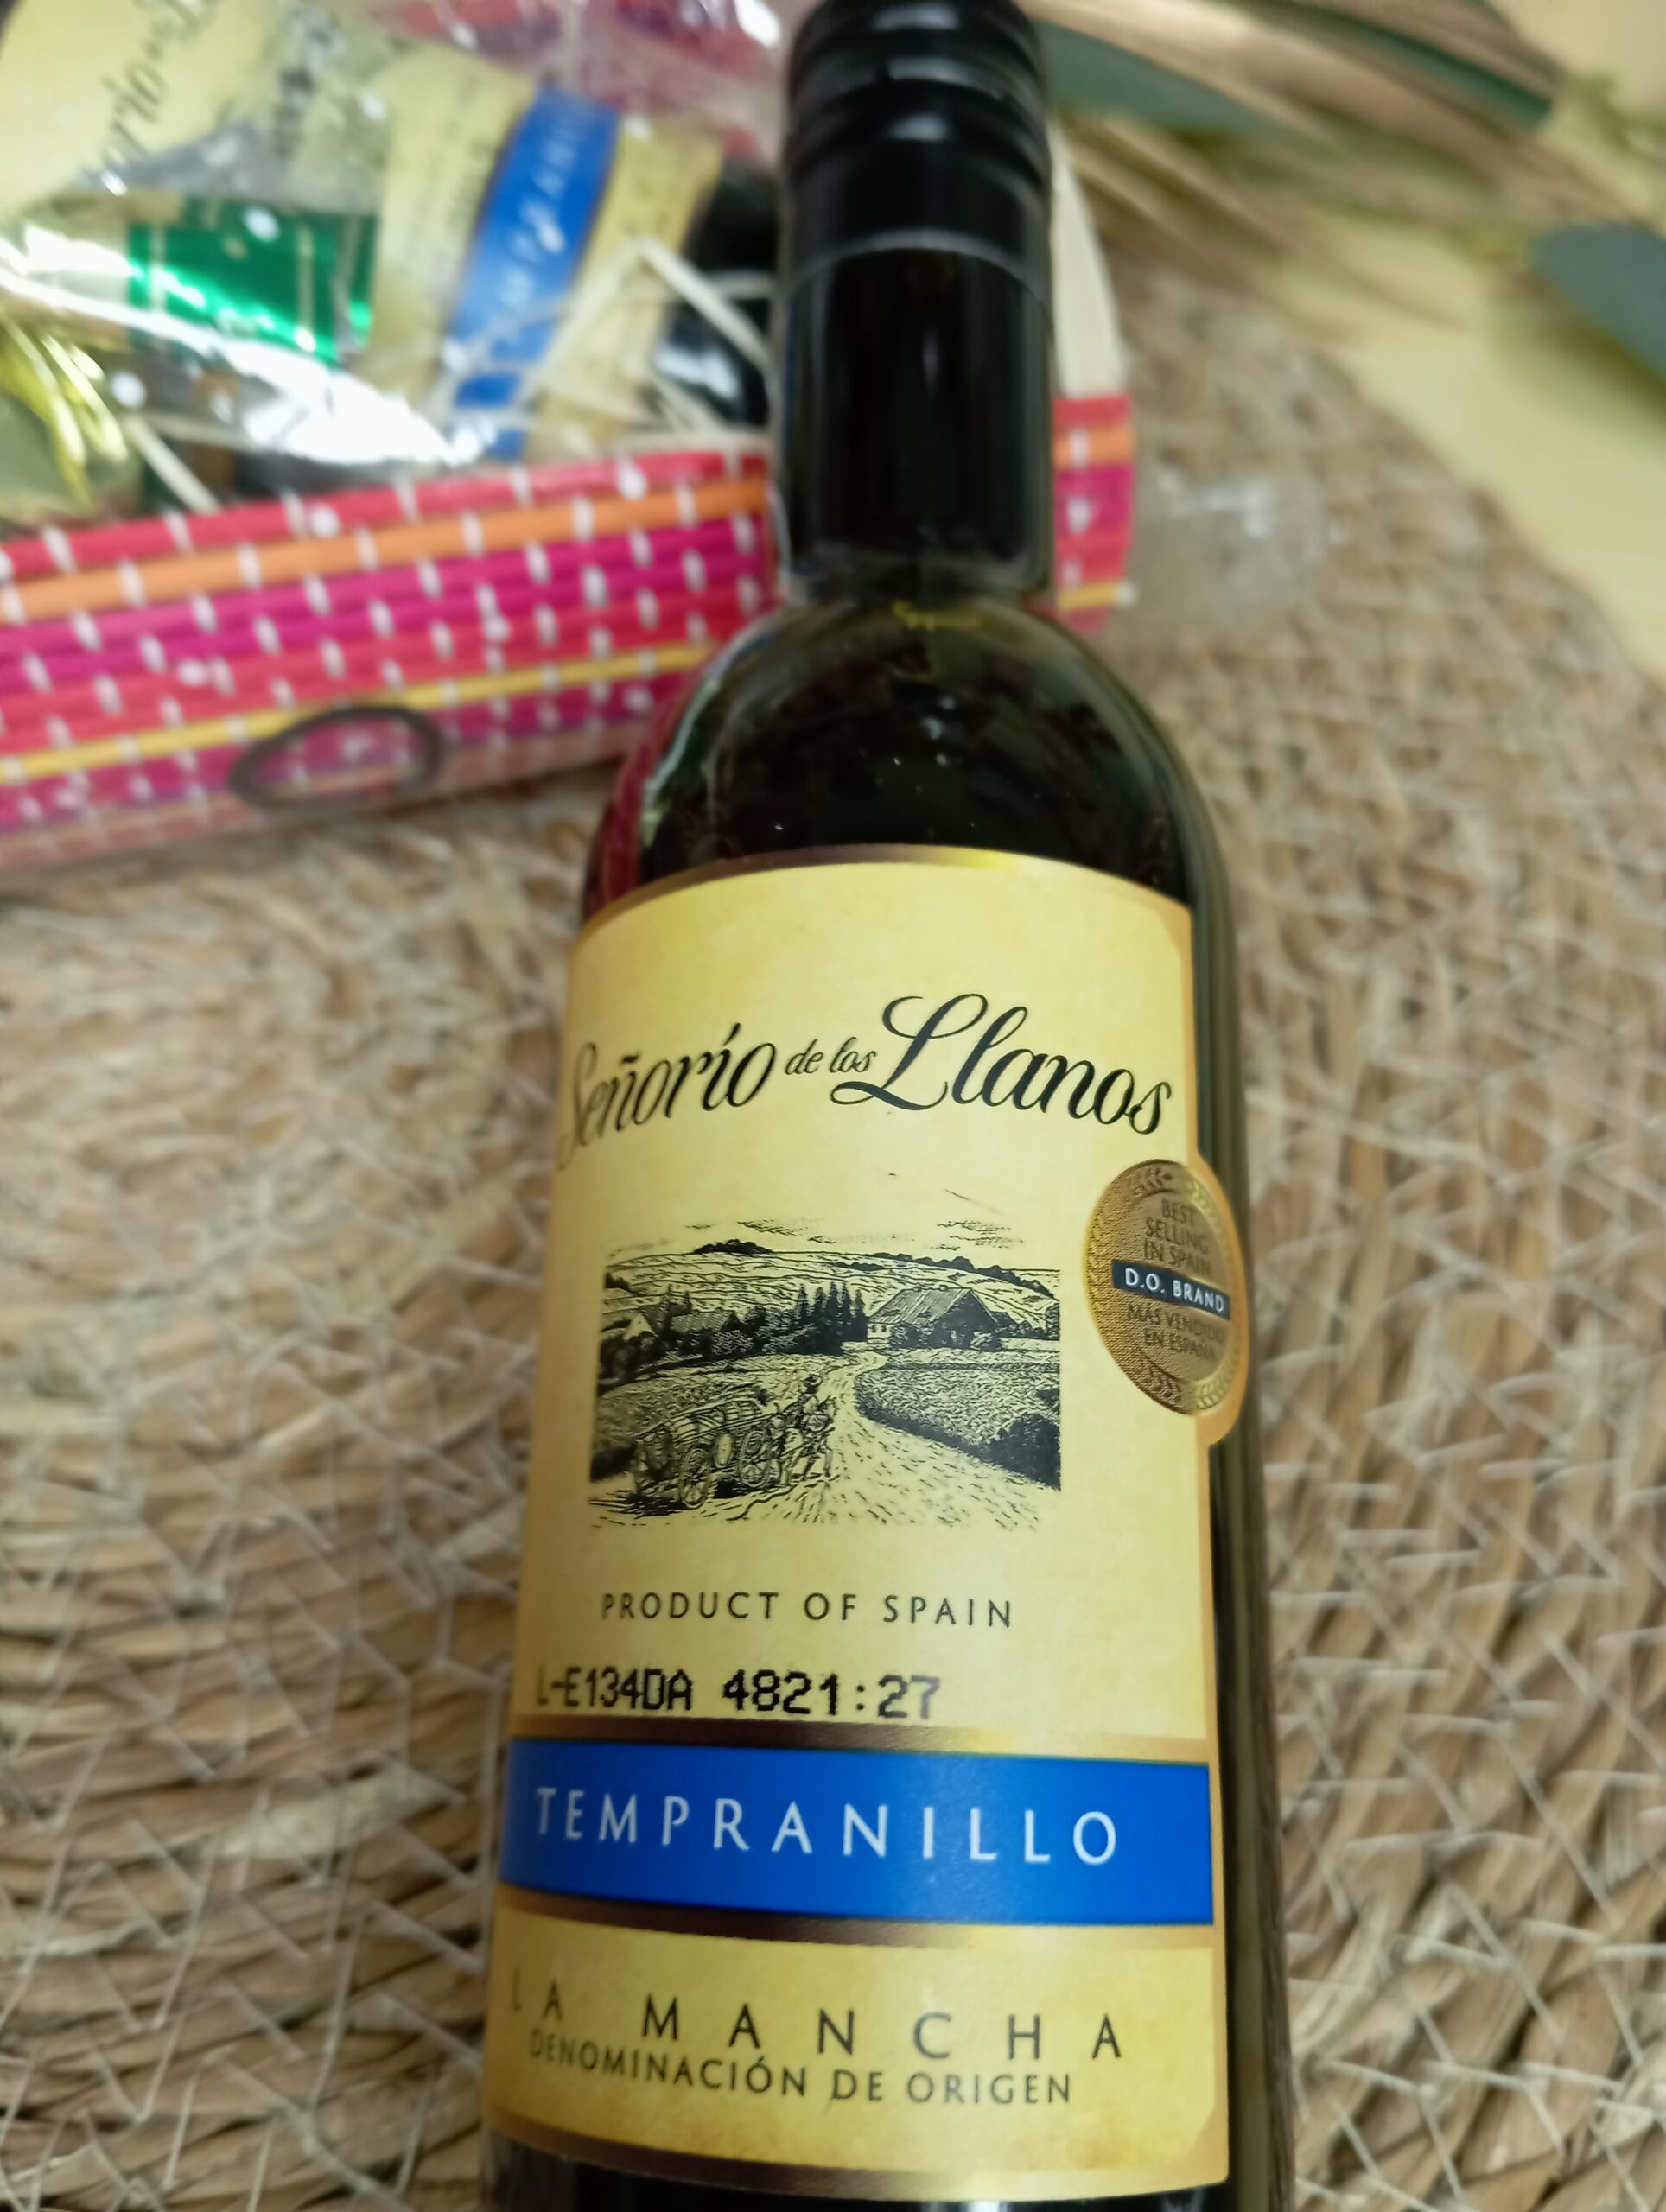 Señorío de los Llanos
BEST
SELLING
IN SPAIN
D.O. BRAND
MÁS VENDIDO
EN ESPAÑA
PRODUCT OF SPAIN
L-E134DA 4821:27
TEMPRANILLO
LA MANCHA
DENOMINACIÓN DE ORIGEN